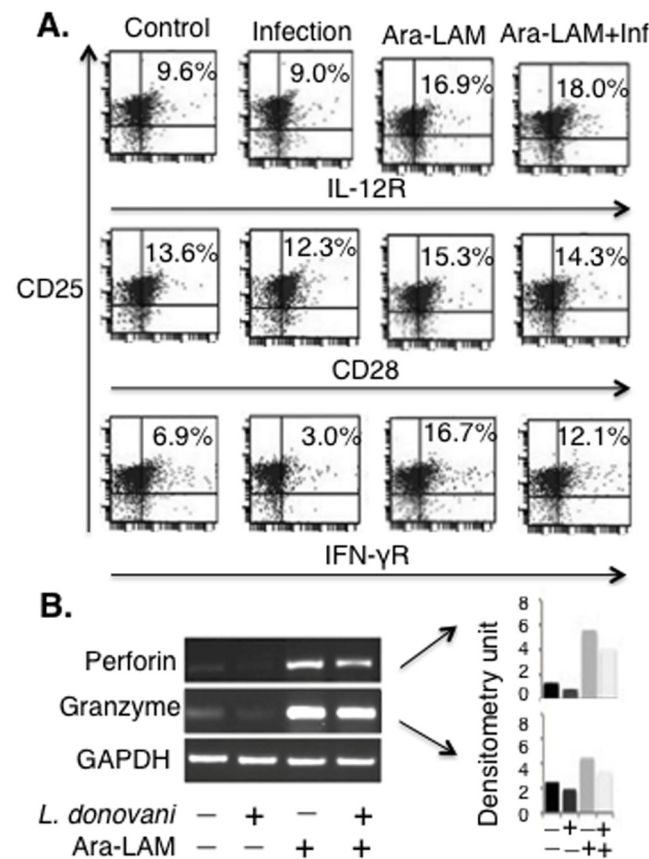 A.
Control Infection Ara-LAM Ara-LAM+Inf
9.6% 9.0% 16.9% 18.0%
IL-12R
13.6% 12.3% 15.3% 14.3%
CD25
CD28
6.9% 3.0% 16.7% 12.1%
IFN-γR
B.
Perforin
Granzyme
GAPDH
L. donovani – + – +
Ara-LAM – – + +
Densitometry unit
8
6
4
2
0
8
6
4
2
0
– + – +
– – + +